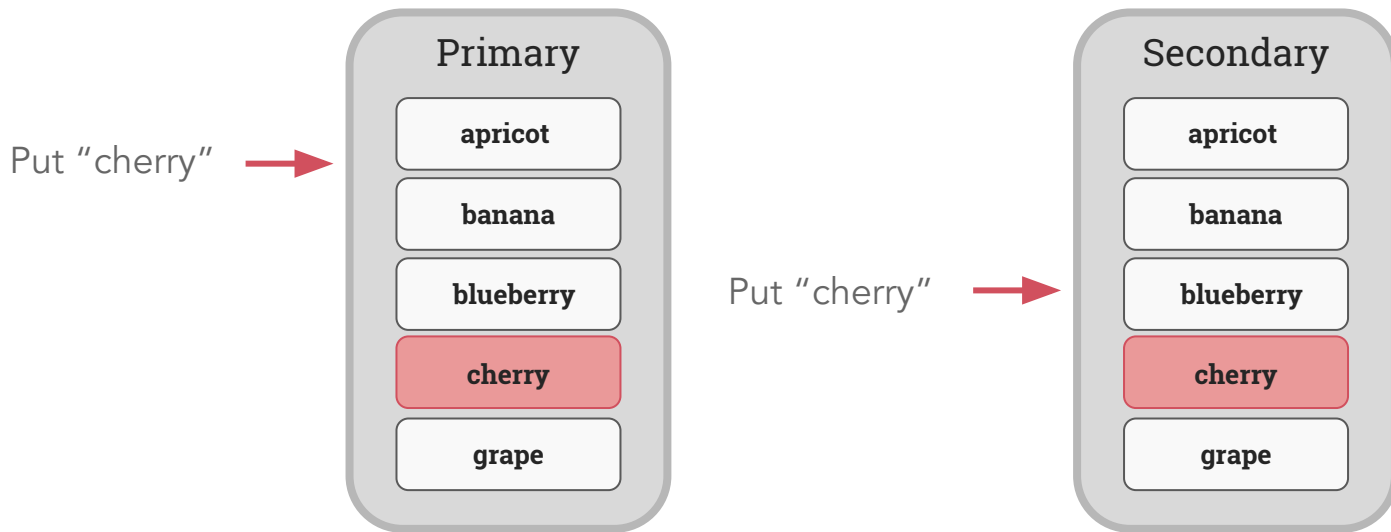 Primary
Put “cherry”
apricot
banana
blueberry
cherry
grape
Secondary
Put “cherry”
apricot
banana
blueberry
cherry
grape